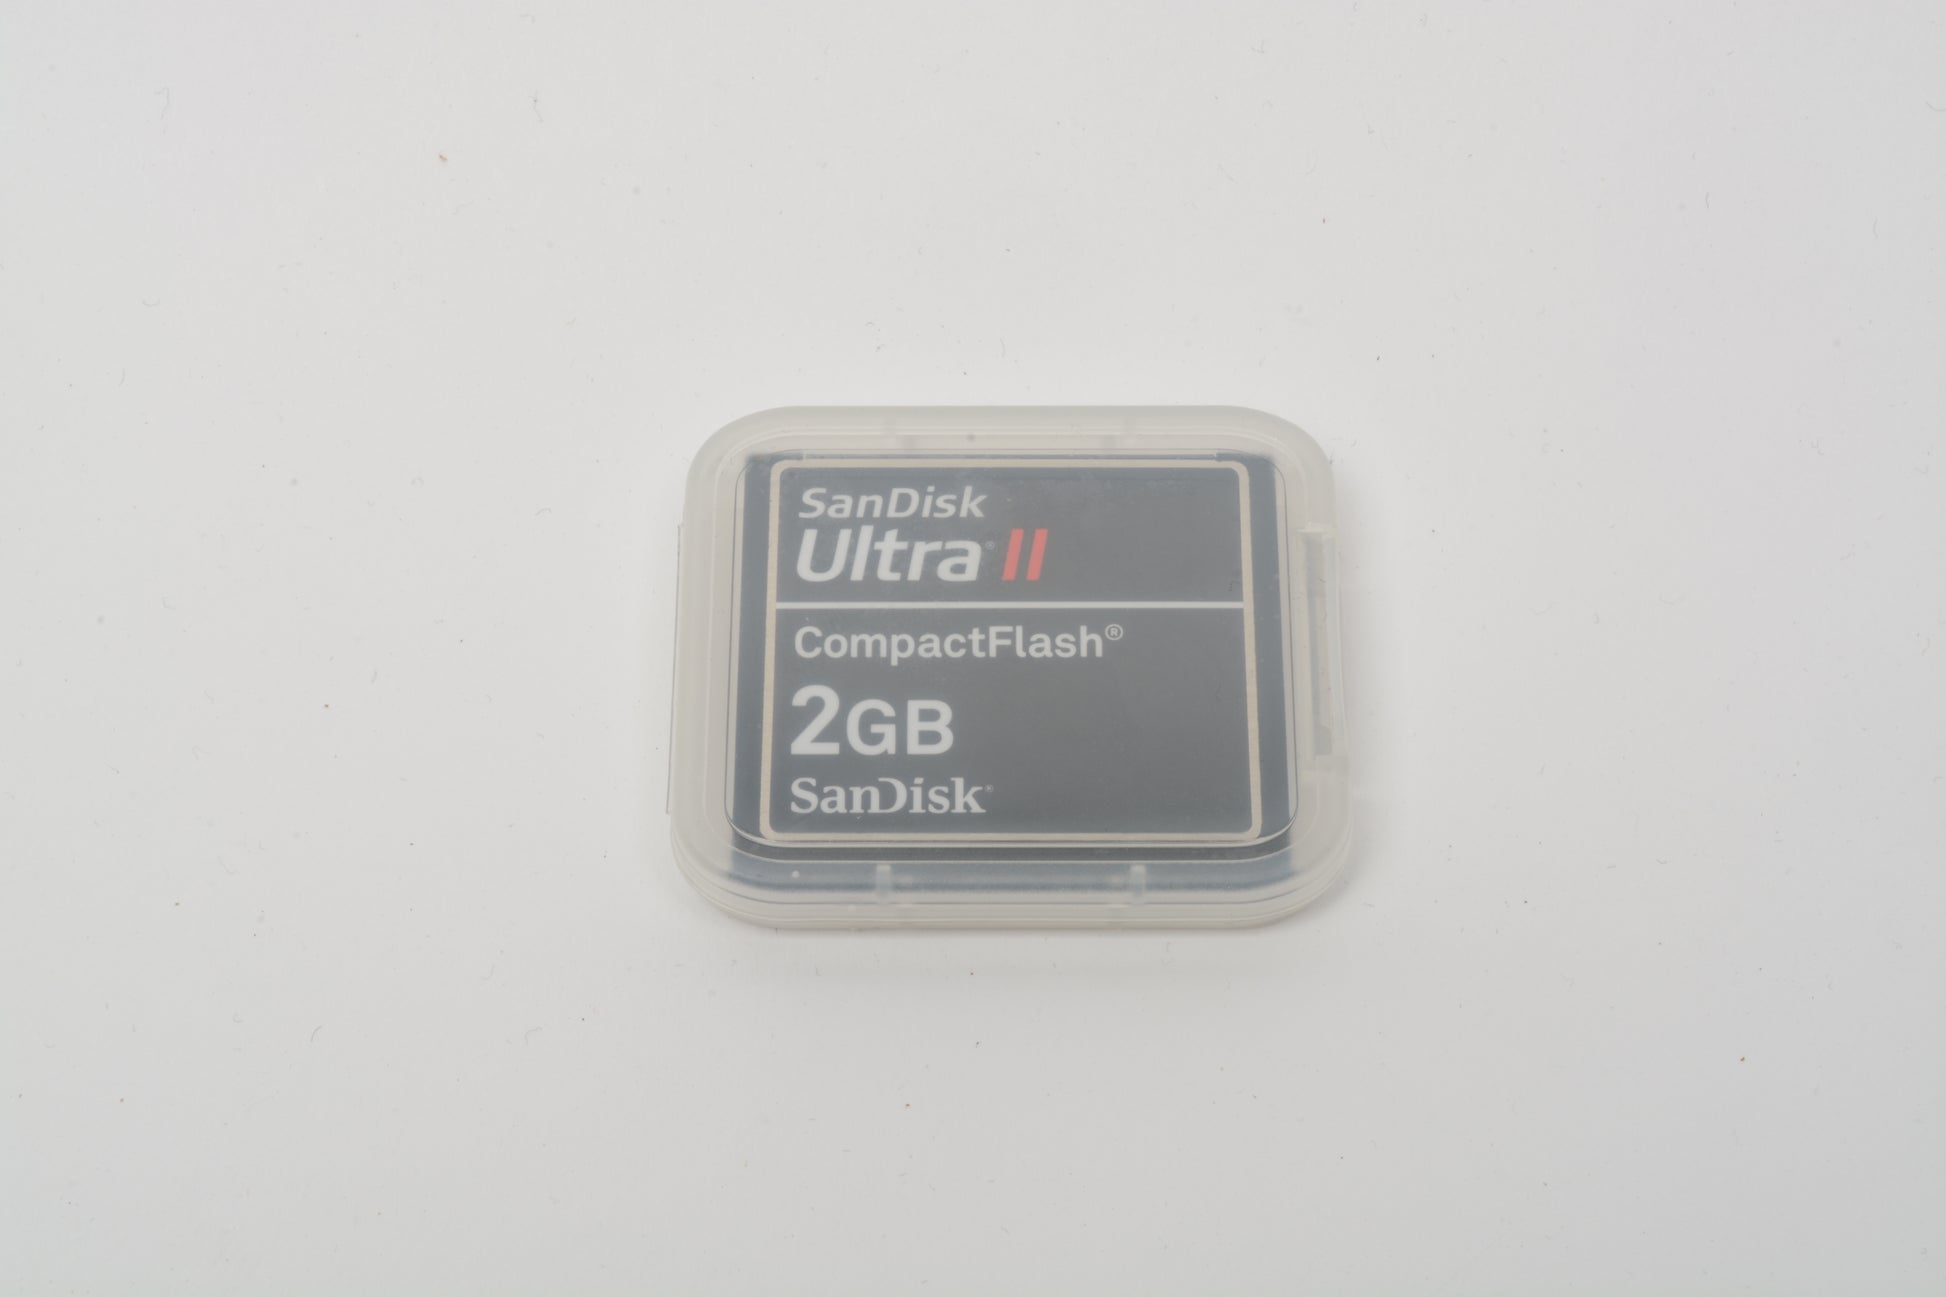 SanDisk
Ultra® II
CompactFlash®
2GB
SanDisk®